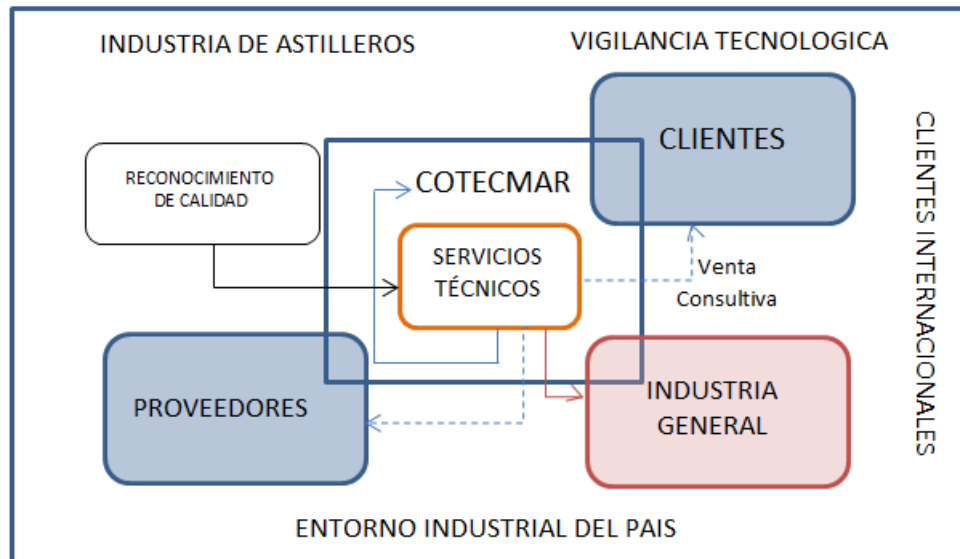 INDUSTRIA DE ASTILLEROS
VIGILANCIA TECNOLOGICA
CLIENTES
RECONOCIMIENTO
DE CALIDAD
COTECMAR
SERVICIOS
TÉCNICOS
Venta
Consultiva
CLIENTES INTERNACIONALES
PROVEEDORES
INDUSTRIA
GENERAL
ENTORNO INDUSTRIAL DEL PAIS